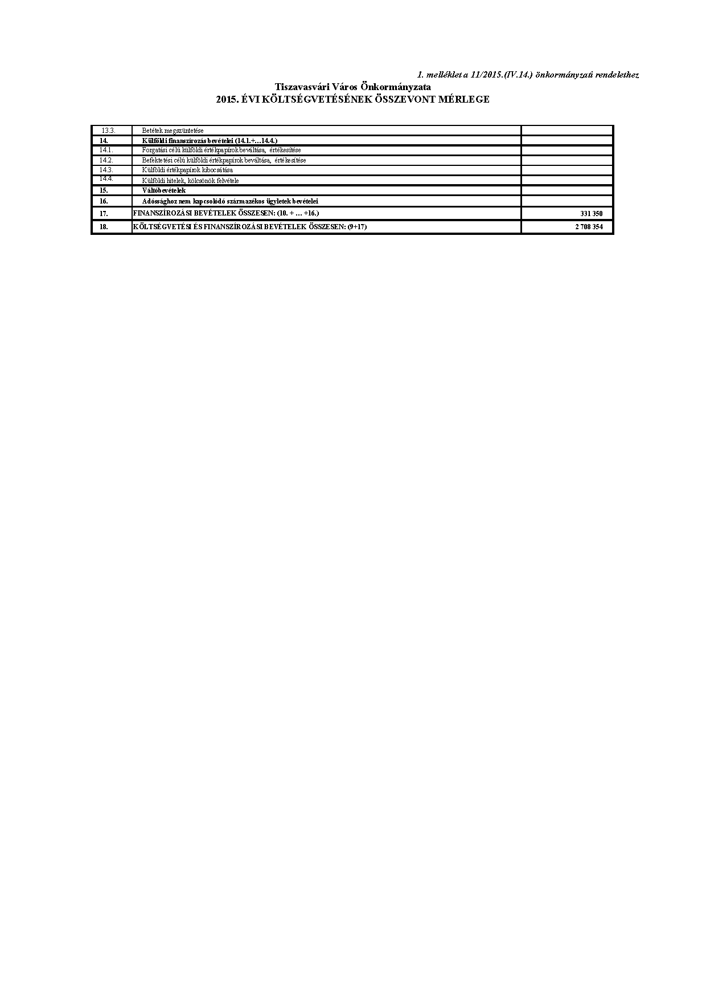 1. melléklet a 11/2015.(IV.14.) önkormányzati rendelethez
Tiszavasvári Város Önkormányzata
2015. ÉVI KÖLTSÉGVETÉSÉNEK ÖSSZEVONT MÉRLEGE
13.3. Betétek megszüntetése
14. Külföldi finanszírozás bevételei (14.1.+…14.4.)
14.1. Forgatási célú külföldi értékpapírok beváltása, értékesítése
14.2. Befektetési célú külföldi értékpapírok beváltása, értékesítése
14.3. Külföldi értékpapírok kibocsátása
14.4. Külföldi hitelek, kölcsönök felvétele
15. Váltóbevételek
16. Adóssághoz nem kapcsolódó származékos ügyletek bevételei
17. FINANSZÍROZÁSI BEVÉTELEK ÖSSZESEN: (10. + … +16.) 331 350
18. KÖLTSÉGVETÉSI ÉS FINANSZÍROZÁSI BEVÉTELEK ÖSSZESEN: (9+17) 2 708 354